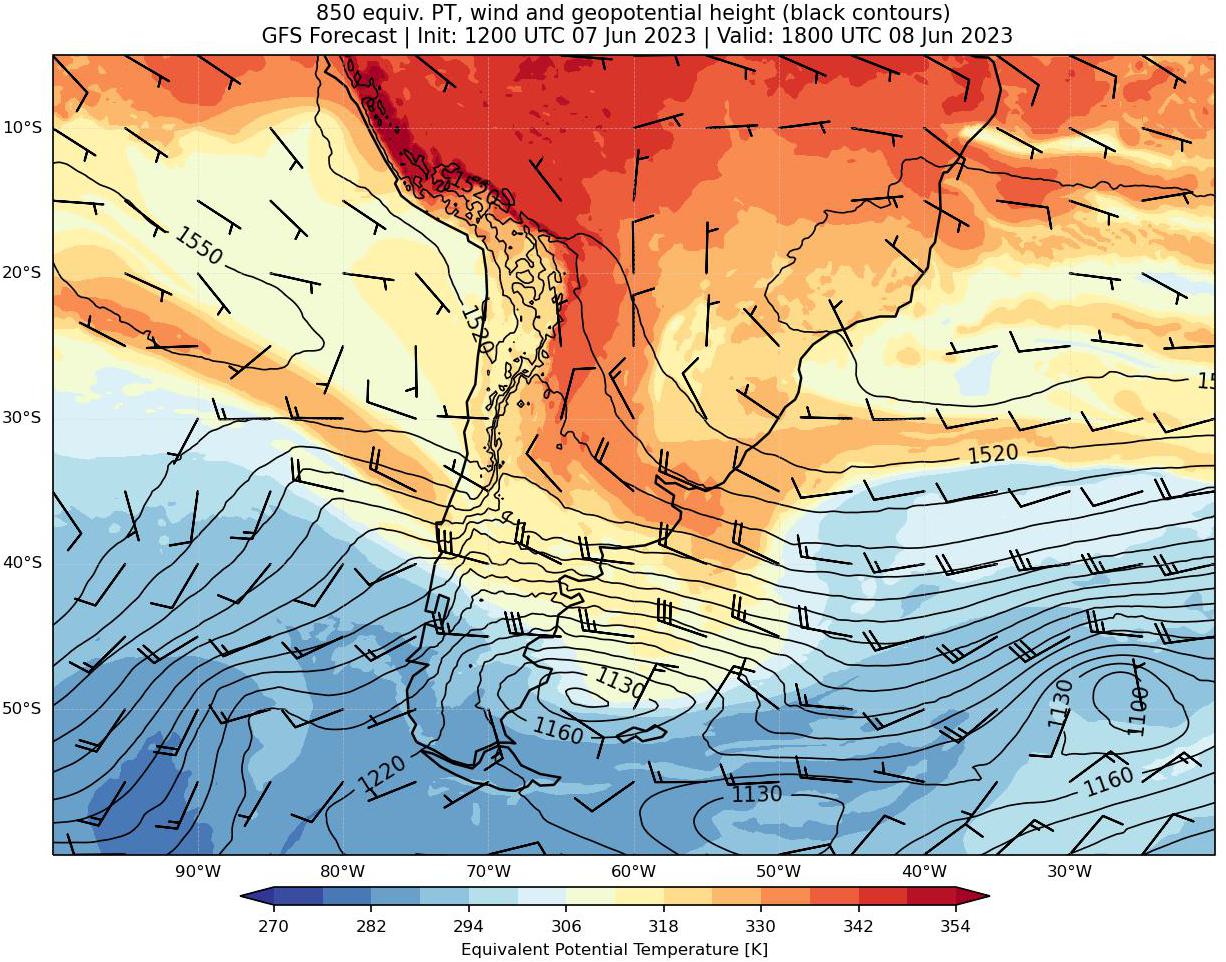 850 equiv. PT, wind and geopotential height (black contours)
GFS Forecast | Init: 1200 UTC 07 Jun 2023 | Valid: 1800 UTC 08 Jun 2023
10°S
1520
1550
20°S
1520
15
30°S
1520
40°S
1130
1130
1100
50°S
1160
1220
1160
1130
90°W 80°W 70°W 60°W 50°W 40°W 30°W
270 282 294 306 318 330 342 354
Equivalent Potential Temperature [K]